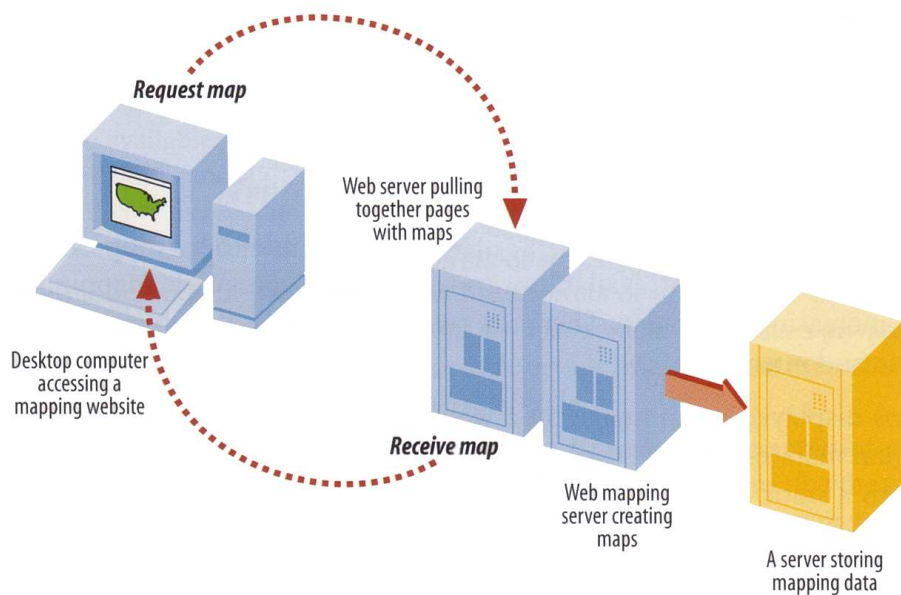 Request map
Web server pulling
together pages
with maps
Desktop computer
accessing a
mapping website
Receive map
Web mapping
server creating
maps
A server storing
mapping data